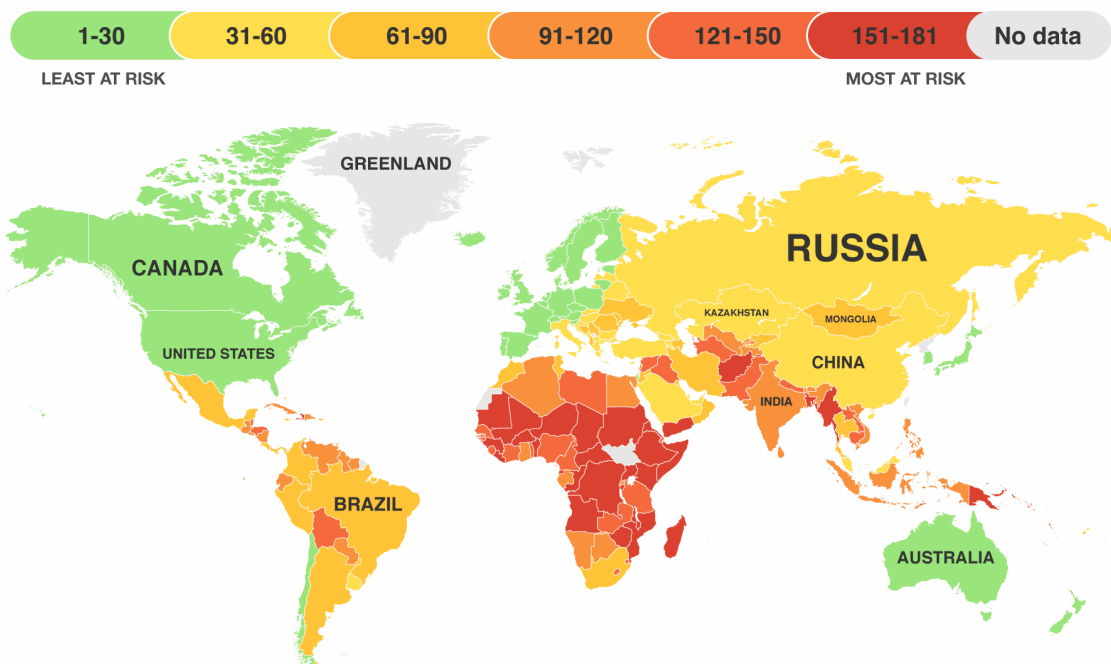 1-30
31-60
61-90
91-120
121-150
151-181
No data
LEAST AT RISK
MOST AT RISK
GREENLAND
RUSSIA
CANADA
KAZAKHSTAN
MONGOLIA
UNITED STATES
CHINA
INDIA
BRAZIL
AUSTRALIA